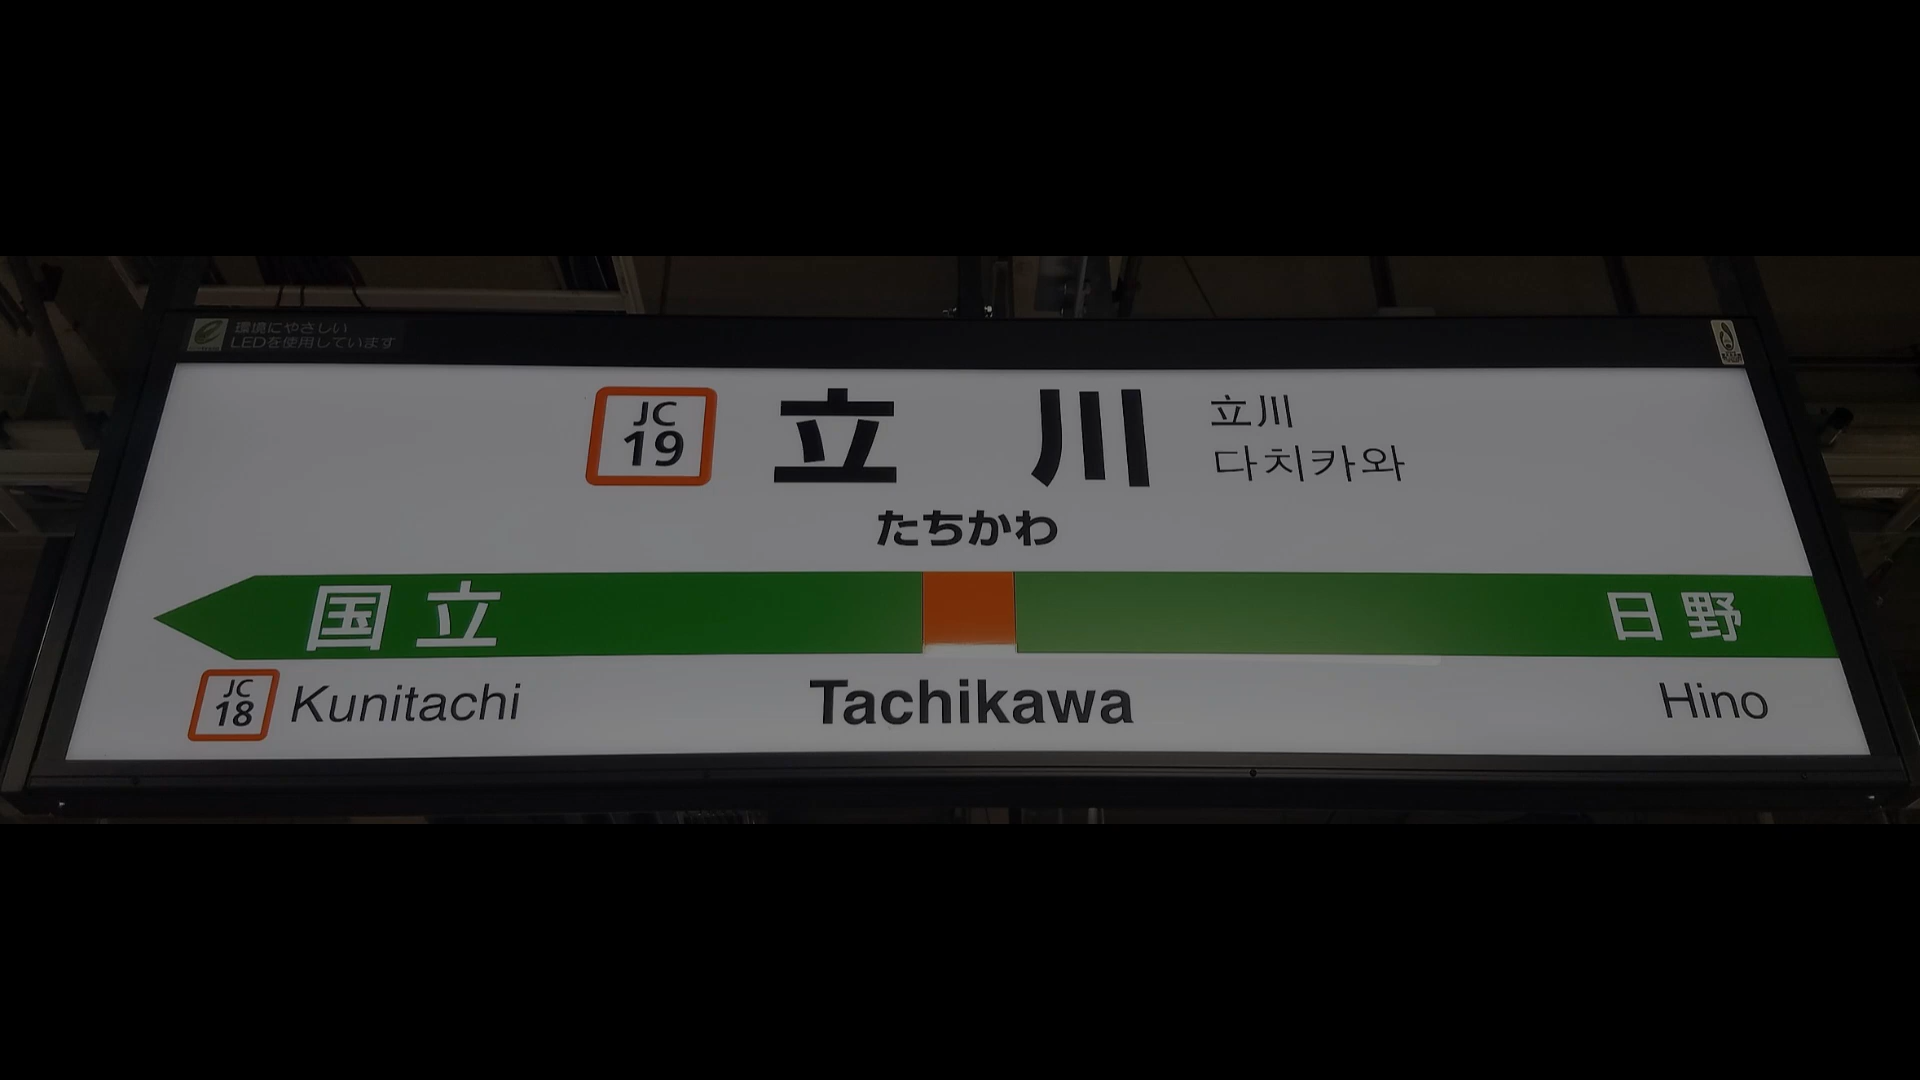 環境にやさしい
LEDを使用しています
JC
19
立川
立川
다치카와
たちかわ
国立
日野
JC
18
Kunitachi
Tachikawa
Hino